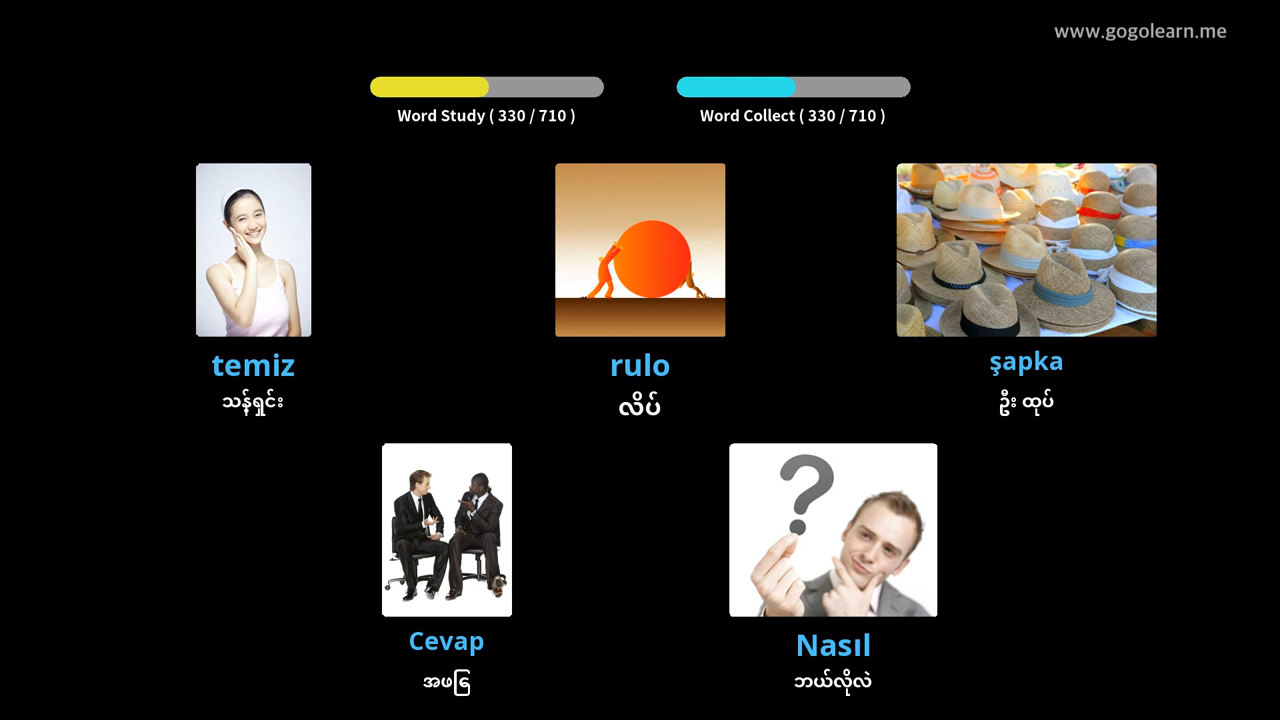 www.gogolearn.me
Word Study ( 330 / 710 )
Word Collect ( 330 / 710 )
temiz
သန့်ရှင်း
rulo
လိပ်
şapka
ဦး ထုပ်
Cevap
အဖြေ
Nasıl
ဘယ်လိုလဲ